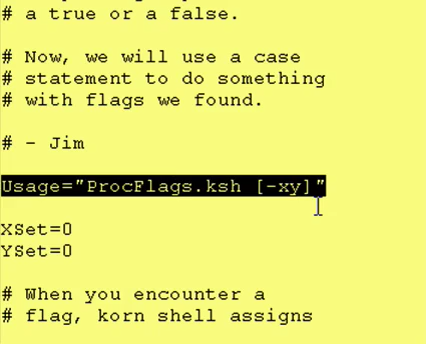 # a true or a false.
# Now, we will use a case
# statement to do something
# with flags we found.
# - Jim
Usage="ProcFlags.ksh [-xy]"
XSet=0
YSet=0
# When you encounter a
# flag, korn shell assigns